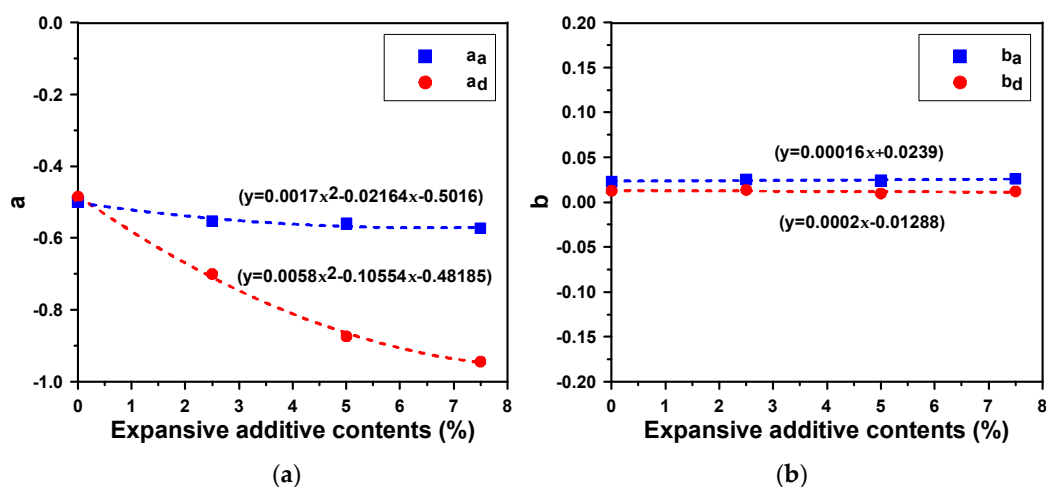 0.0
-0.2
-0.4
-0.6
-0.8
-1.0
a
aa
ad
(y=0.0017x2-0.02164x-0.5016)
(y=0.0058x2-0.10554x-0.48185)
0 1 2 3 4 5 6 7 8
Expansive additive contents (%)
(a)
0.20
0.15
0.10
0.05
0.00
-0.05
-0.10
-0.15
-0.20
b
ba
bd
(y=0.00016x+0.0239)
(y=0.0002x-0.01288)
0 1 2 3 4 5 6 7 8
Expansive additive contents (%)
(b)